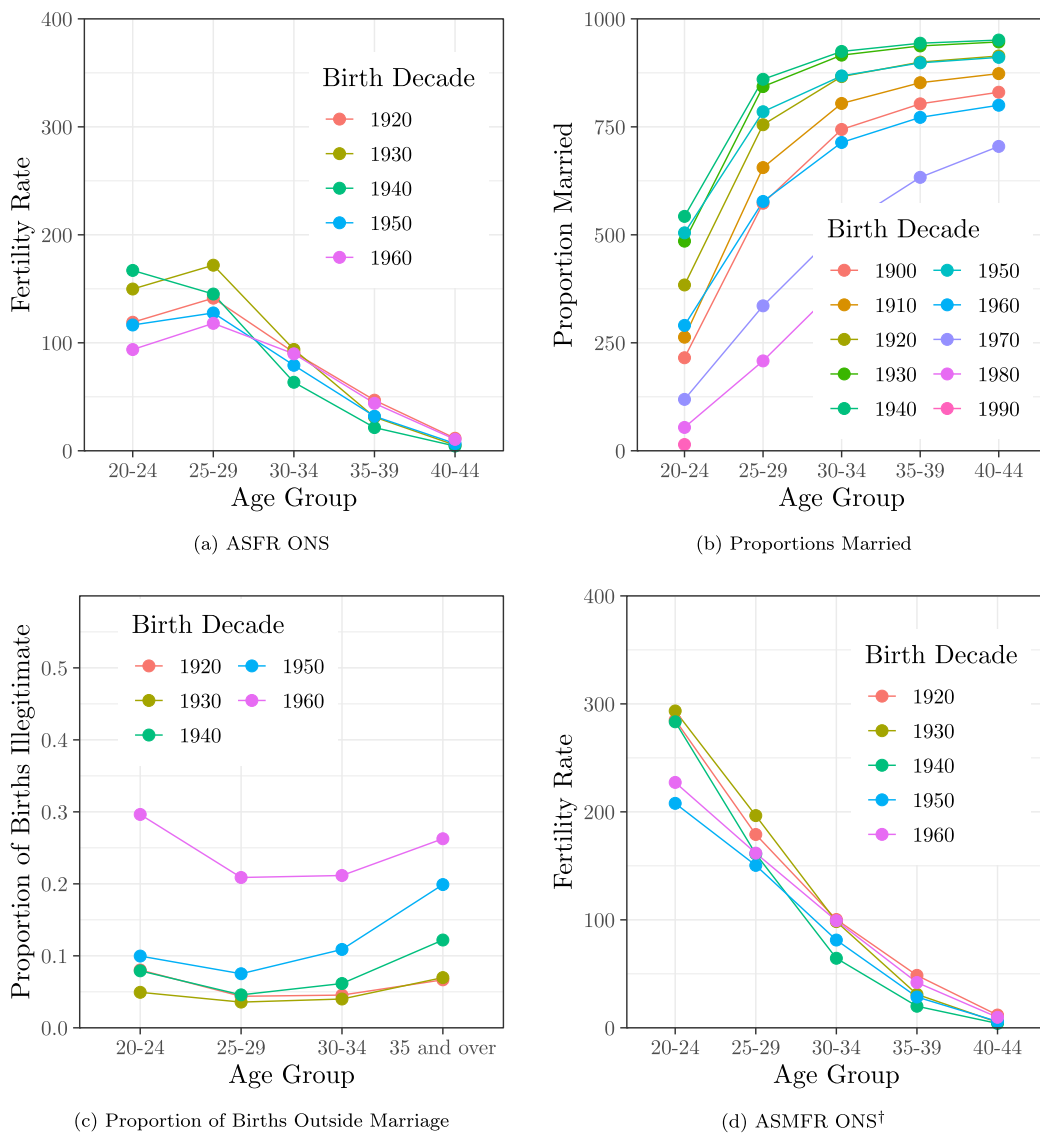 400
300
200
100
0
Fertility Rate
Birth Decade
1920
1930
1940
1950
1960
20-24 25-29 30-34 35-39 40-44
Age Group
(a) ASFR ONS
1000
750
500
250
0
Proportion Married
Birth Decade
1900 1950
1910 1960
1920 1970
1930 1980
1940 1990
20-24 25-29 30-34 35-39 40-44
Age Group
(b) Proportions Married
0.5
0.4
0.3
0.2
0.1
0.0
Proportion of Births Illegitimate
Birth Decade
1920 1950
1930 1960
1940
20-24 25-29 30-34 35 and over
Age Group
(c) Proportion of Births Outside Marriage
400
300
200
100
0
Fertility Rate
Birth Decade
1920
1930
1940
1950
1960
20-24 25-29 30-34 35-39 40-44
Age Group
(d) ASMFR ONS†